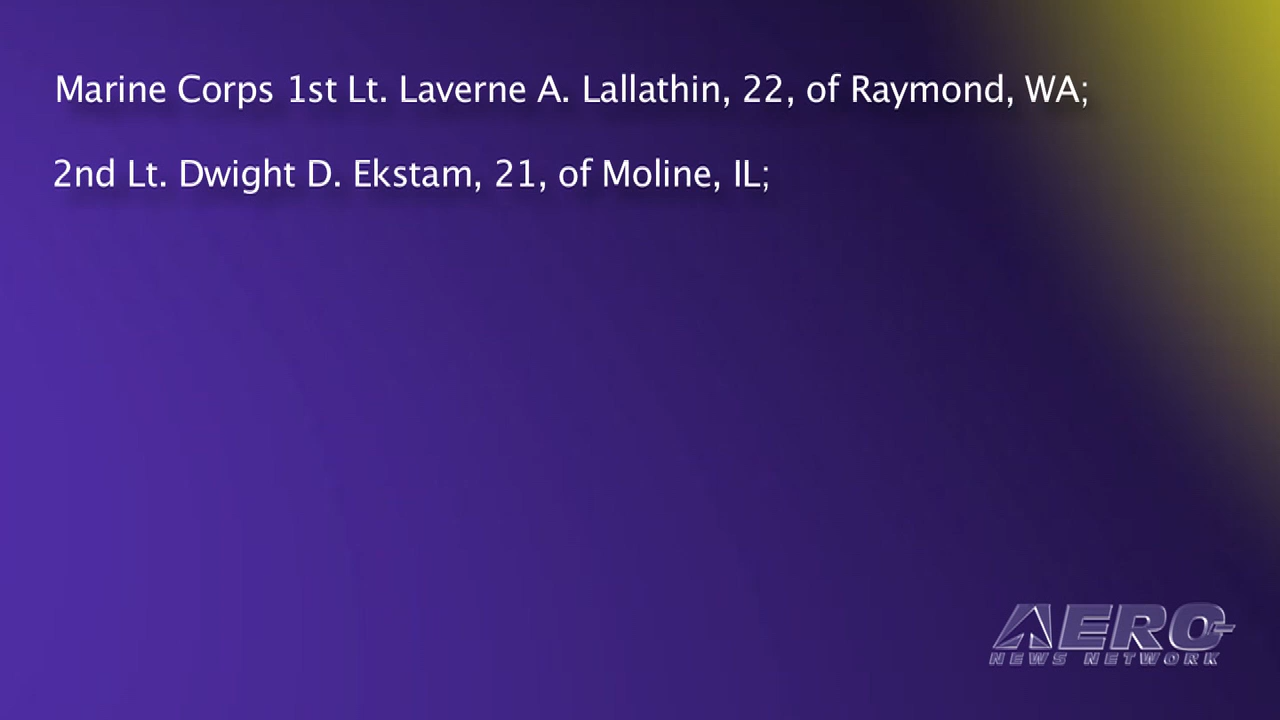 Marine Corps 1st Lt. Laverne A. Lallathin, 22, of Raymond, WA;
2nd Lt. Dwight D. Ekstam, 21, of Moline, IL;
AERO
NEWS NETWORK